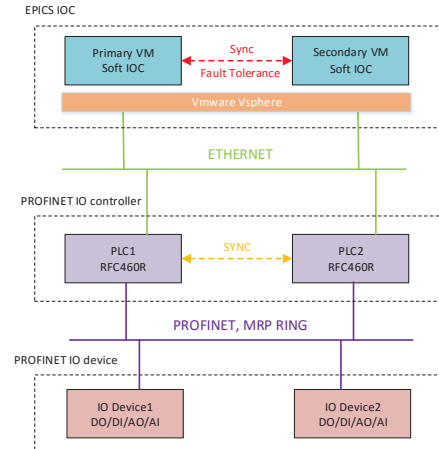 EPICS IOC
Primary VM
Soft IOC
Sync
Fault Tolerance
Secondary VM
Soft IOC
Vmware Vsphere
ETHERNET
PROFINET IO controller
PLC1
RFC460R
SYNC
PLC2
RFC460R
PROFINET, MRP RING
PROFINET IO device
IO Device1
DO/DI/AO/AI
IO Device2
DO/DI/AO/AI